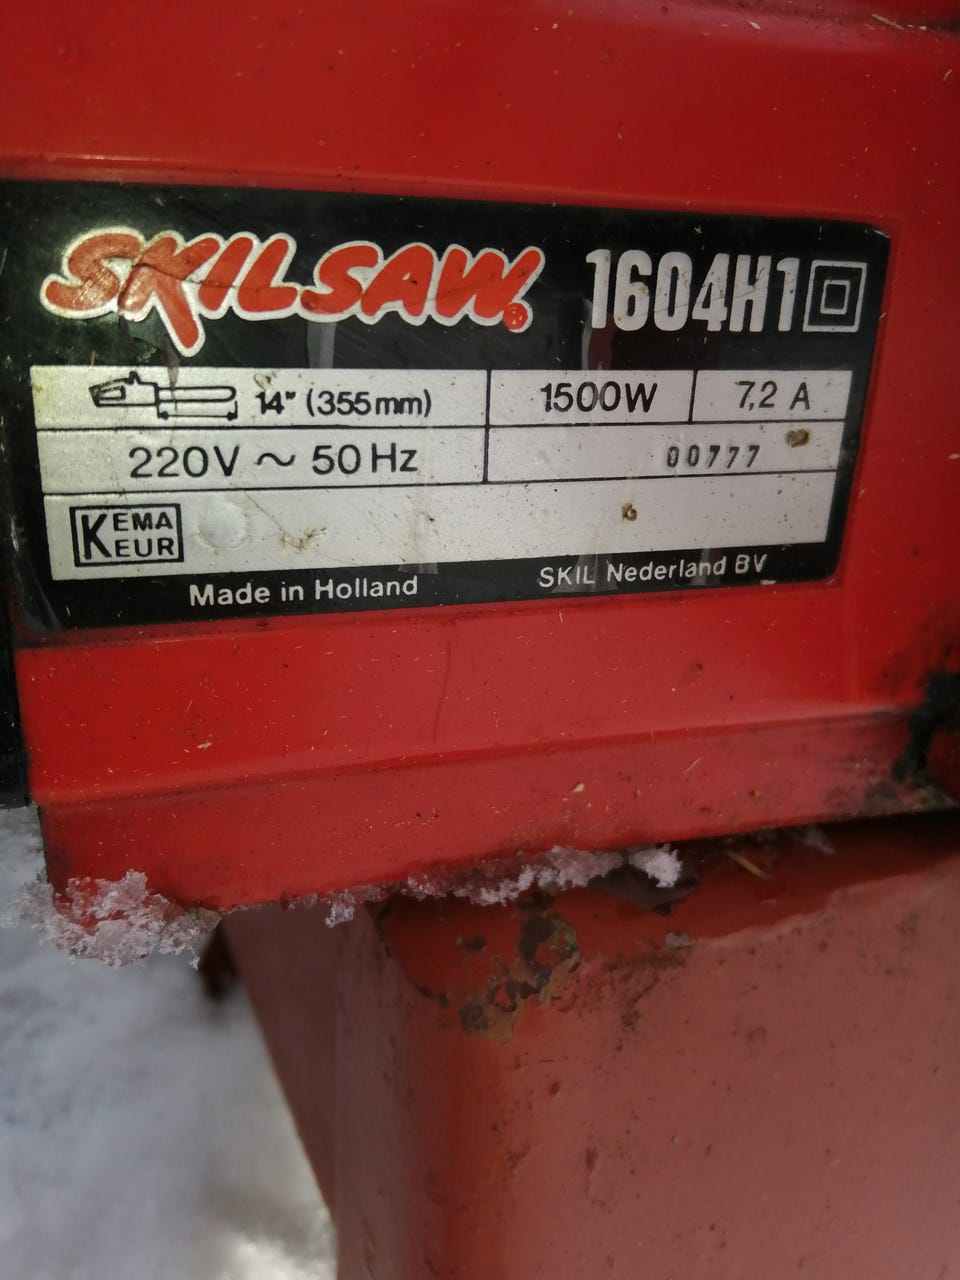 SKILSAW® 1604H1
14" (355mm) 1500W 7,2 A
220V ~ 50 Hz 00777
KEMA
KEUR
Made in Holland SKIL Nederland BV